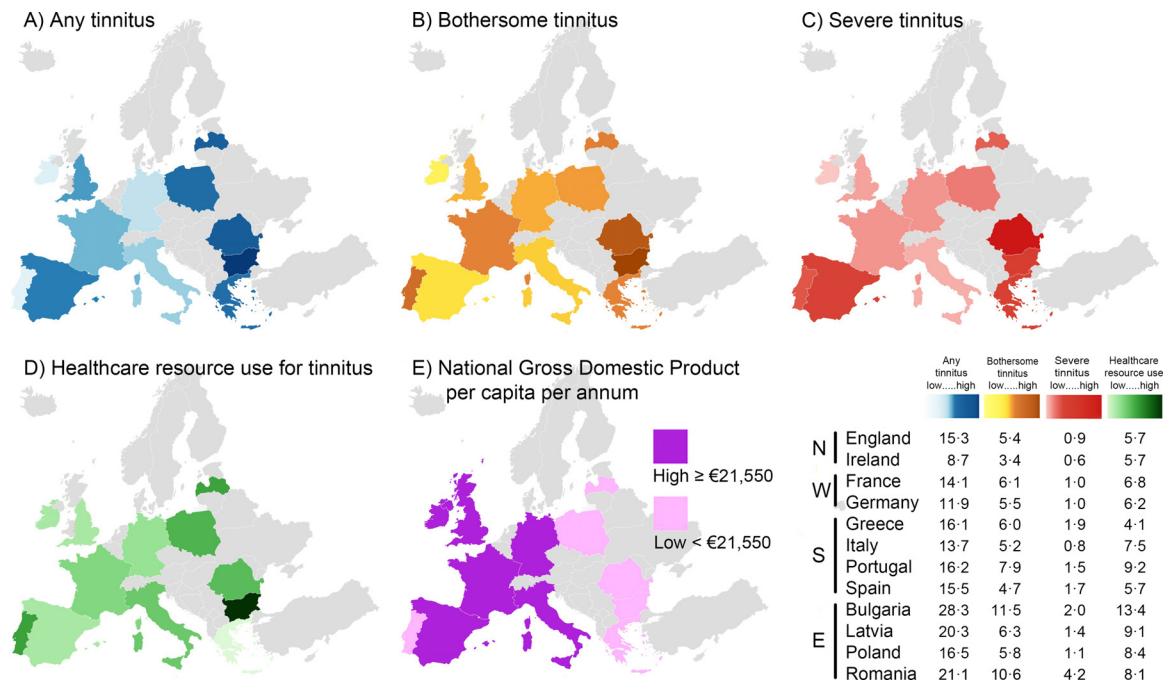 A) Any tinnitus
B) Bothersome tinnitus
C) Severe tinnitus
D) Healthcare resource use for tinnitus
E) National Gross Domestic Product
per capita per annum
High ≥ €21,550
Low < €21,550
Any tinnitus low.....high
Bothersome tinnitus low.....high
Severe tinnitus low.....high
Healthcare resource use low.....high
N
England 15·3 5·4 0·9 5·7
Ireland 8·7 3·4 0·6 5·7
W
France 14·1 6·1 1·0 6·8
Germany 11·9 5·5 1·0 6·2
S
Greece 16·1 6·0 1·9 4·1
Italy 13·7 5·2 0·8 7·5
Portugal 16·2 7·9 1·5 9·2
Spain 15·5 4·7 1·7 5·7
E
Bulgaria 28·3 11·5 2·0 13·4
Latvia 20·3 6·3 1·4 9·1
Poland 16·5 5·8 1·1 8·4
Romania 21·1 10·6 4·2 8·1